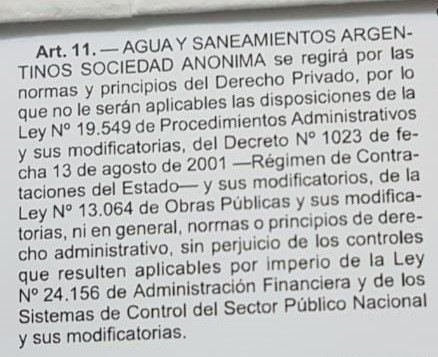 Art. 11. — AGUA Y SANEAMIENTOS ARGEN-
TINOS SOCIEDAD ANONIMA se regirá por las
normas y principios del Derecho Privado, por lo
que no le serán aplicables las disposiciones de la
Ley Nº 19.549 de Procedimientos Administrativos
y sus modificatorias, del Decreto Nº 1023 de fe-
cha 13 de agosto de 2001 —Régimen de Contra-
taciones del Estado— y sus modificatorios, de la
Ley Nº 13.064 de Obras Públicas y sus modifica-
torias, ni en general, normas o principios de dere-
cho administrativo, sin perjuicio de los controles
que resulten aplicables por imperio de la Ley
Nº 24.156 de Administración Financiera y de los
Sistemas de Control del Sector Público Nacional
y sus modificatorias.